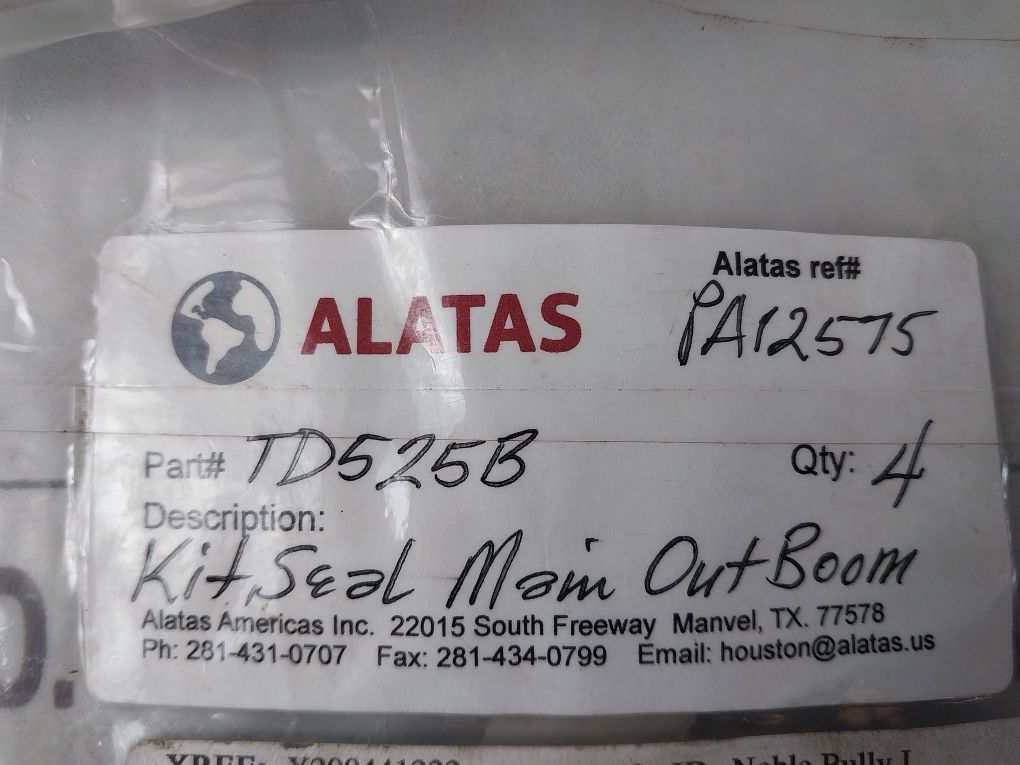 Alatas ref#
ALATAS PA12575
Part# TD525B Qty: 4
Description:
Kit, Seal Main Out Boom
Alatas Americas Inc. 22015 South Freeway Manvel, TX. 77578
Ph: 281-431-0707 Fax: 281-434-0799 Email: houston@alatas.us
XREF: